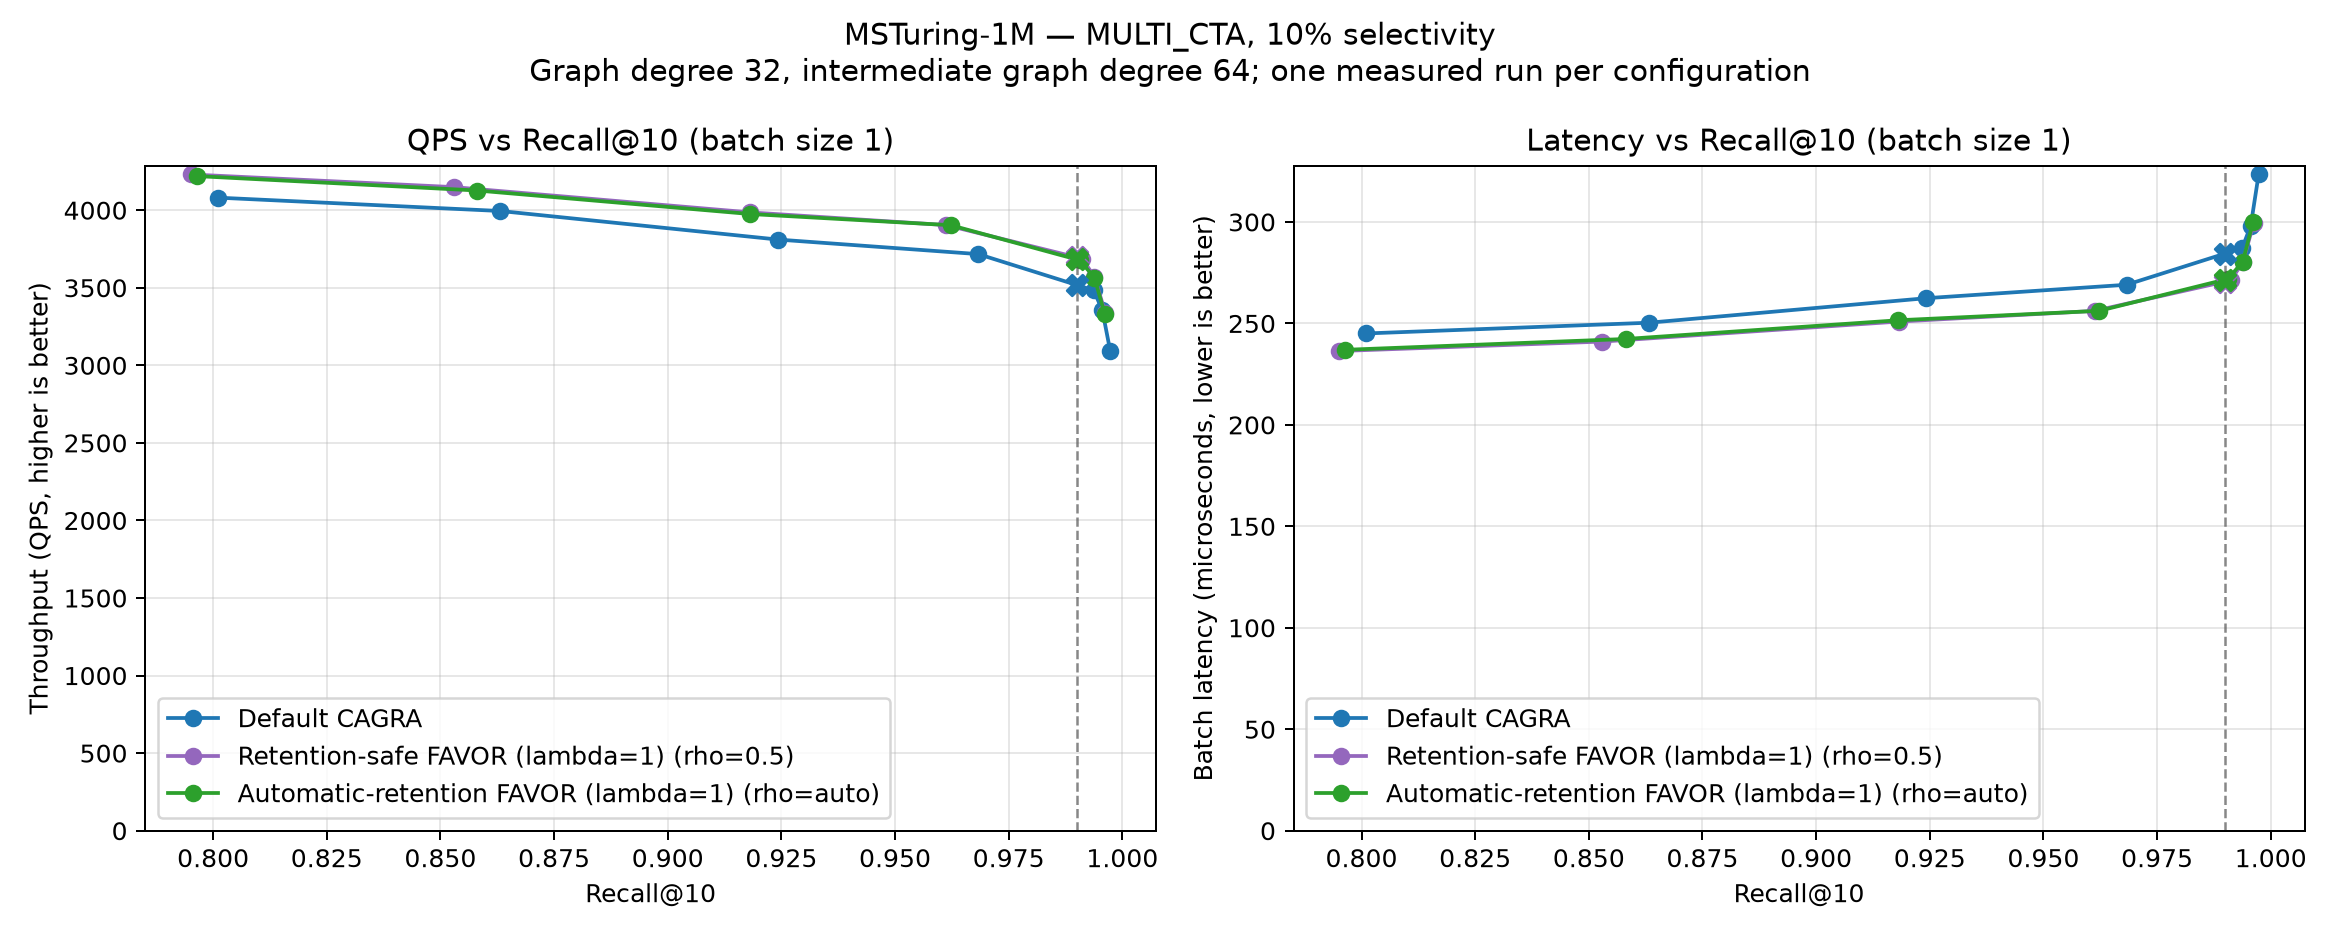 MSTuring-1M — MULTI_CTA, 10% selectivity
Graph degree 32, intermediate graph degree 64; one measured run per configuration
QPS vs Recall@10 (batch size 1)
Throughput (QPS, higher is better)
4000
3500
3000
2500
2000
1500
1000
500
0
Default CAGRA
Retention-safe FAVOR (lambda=1) (rho=0.5)
Automatic-retention FAVOR (lambda=1) (rho=auto)
0.800 0.825 0.850 0.875 0.900 0.925 0.950 0.975 1.000
Recall@10
Latency vs Recall@10 (batch size 1)
Batch latency (microseconds, lower is better)
300
250
200
150
100
50
0
Default CAGRA
Retention-safe FAVOR (lambda=1) (rho=0.5)
Automatic-retention FAVOR (lambda=1) (rho=auto)
0.800 0.825 0.850 0.875 0.900 0.925 0.950 0.975 1.000
Recall@10